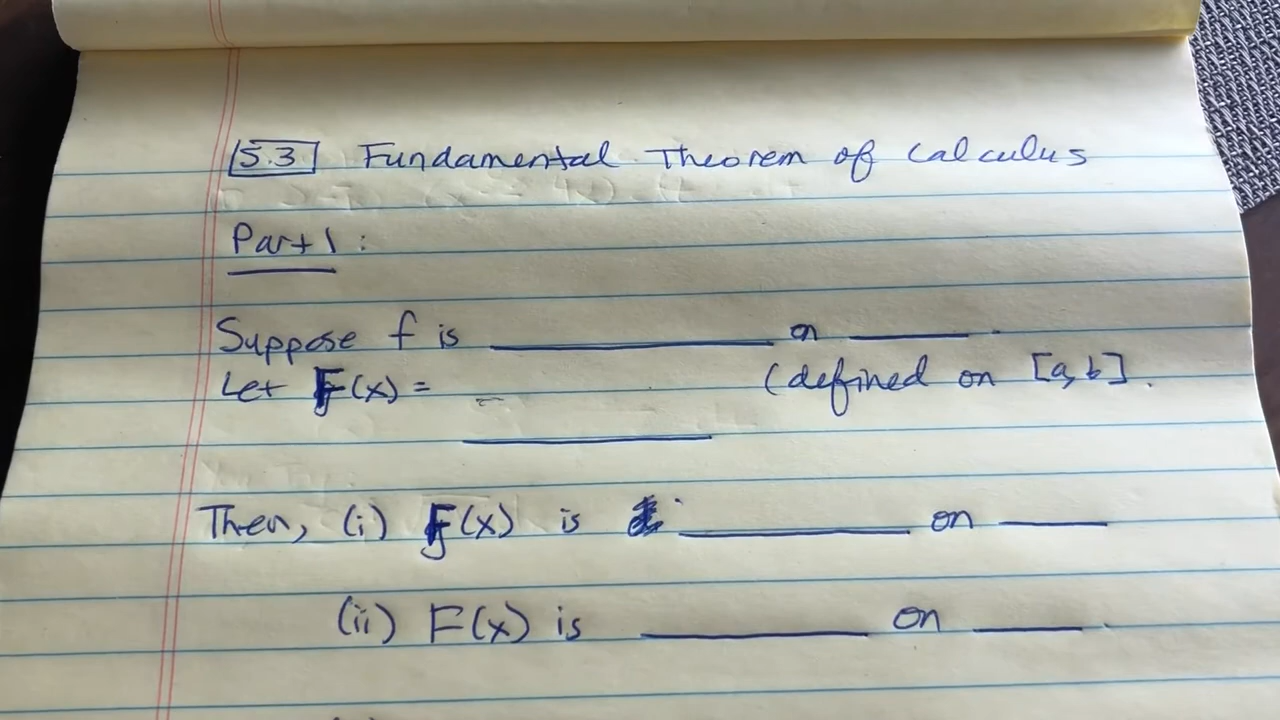 5.3 Fundamental Theorem of Calculus
Part 1:
Suppose f is ____________ on ______.
Let F(x) = ____________ (defined on [a,b].
Then, (i) F(x) is ____________ on ______
(ii) F(x) is ____________ on ______.